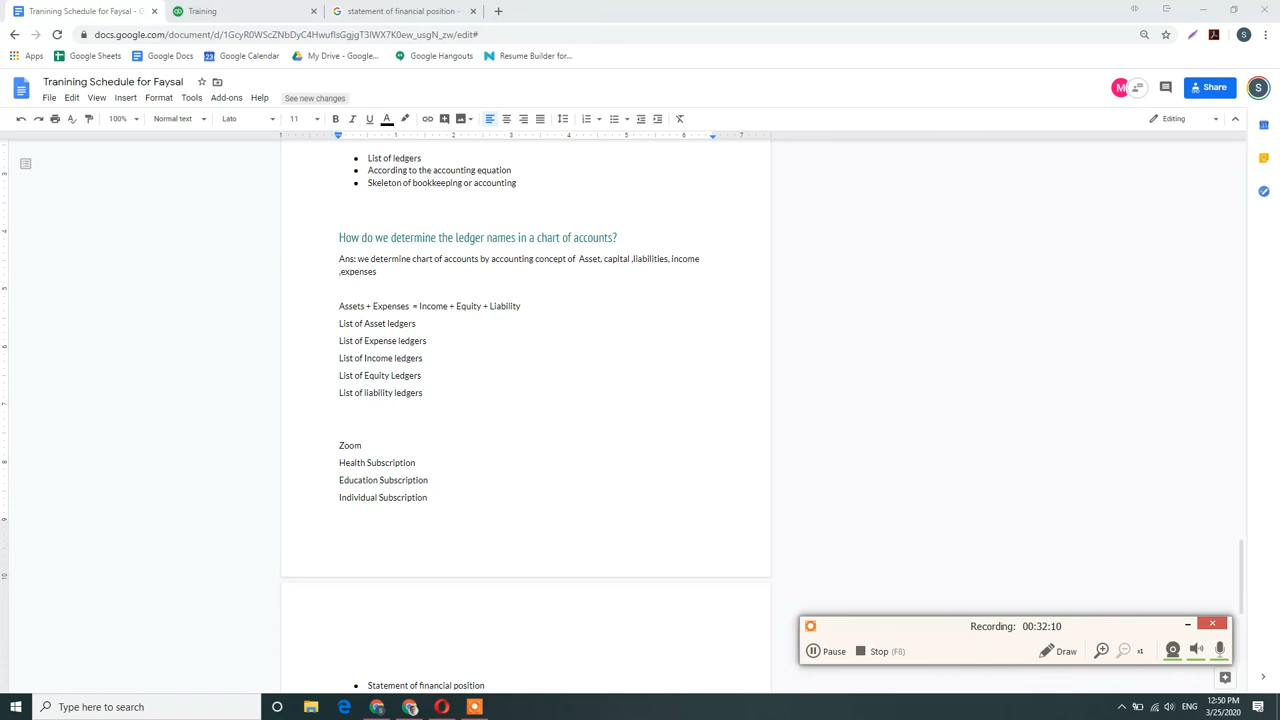 Tranining Schedule for Faysal -
Training
statement of financial position -
docs.google.com/document/d/1GcyR0WScZNbDyC4HwufIsGgjgT3IWX7K0ew_usgN_zw/edit#
Apps
Google Sheets
Google Docs
Google Calendar
My Drive - Google...
Google Hangouts
Resume Builder for...
Tranining Schedule for Faysal
File Edit View Insert Format Tools Add-ons Help See new changes
Share
100% Normal text Lato 11 Editing
• List of ledgers
• According to the accounting equation
• Skeleton of bookkeeping or accounting
How do we determine the ledger names in a chart of accounts?
Ans: we determine chart of accounts by accounting concept of Asset, capital ,liabilities, income
,expenses
Assets + Expenses = Income + Equity + Liability
List of Asset ledgers
List of Expense ledgers
List of Income ledgers
List of Equity Ledgers
List of liability ledgers
Zoom
Health Subscription
Education Subscription
Individual Subscription
• Statement of financial position
Recording: 00:32:10
Pause Stop (F8) Draw x1
Type here to search
ENG
12:50 PM
3/25/2020